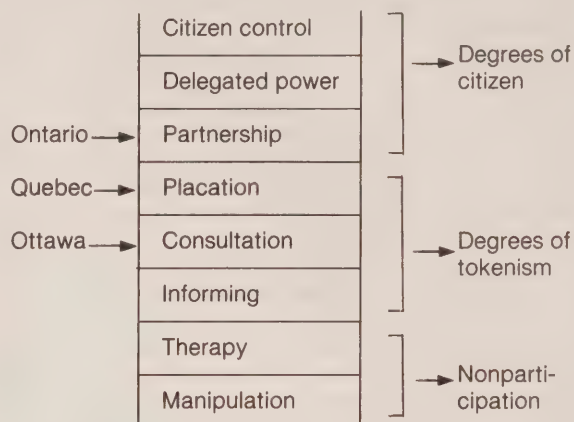 Citizen control
Delegated power
Degrees of
citizen
Ontario
Partnership
Quebec
Placation
Ottawa
Consultation
Degrees of
tokenism
Informing
Therapy
Manipulation
Nonparti-
cipation